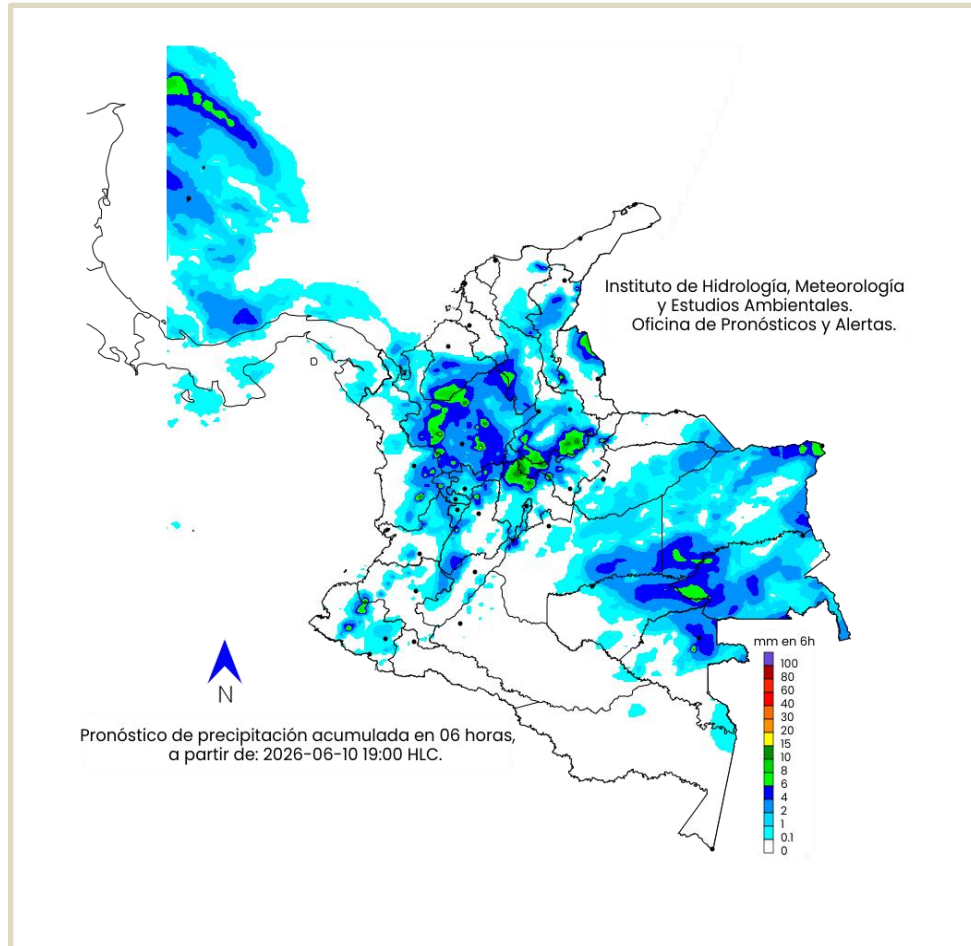 Instituto de Hidrología, Meteorología
y Estudios Ambientales.
Oficina de Pronósticos y Alertas.
mm en 6h
100
80
60
40
30
20
15
10
8
6
4
2
1
0.1
0
N
Pronóstico de precipitación acumulada en 06 horas,
a partir de: 2026-06-10 19:00 HLC.